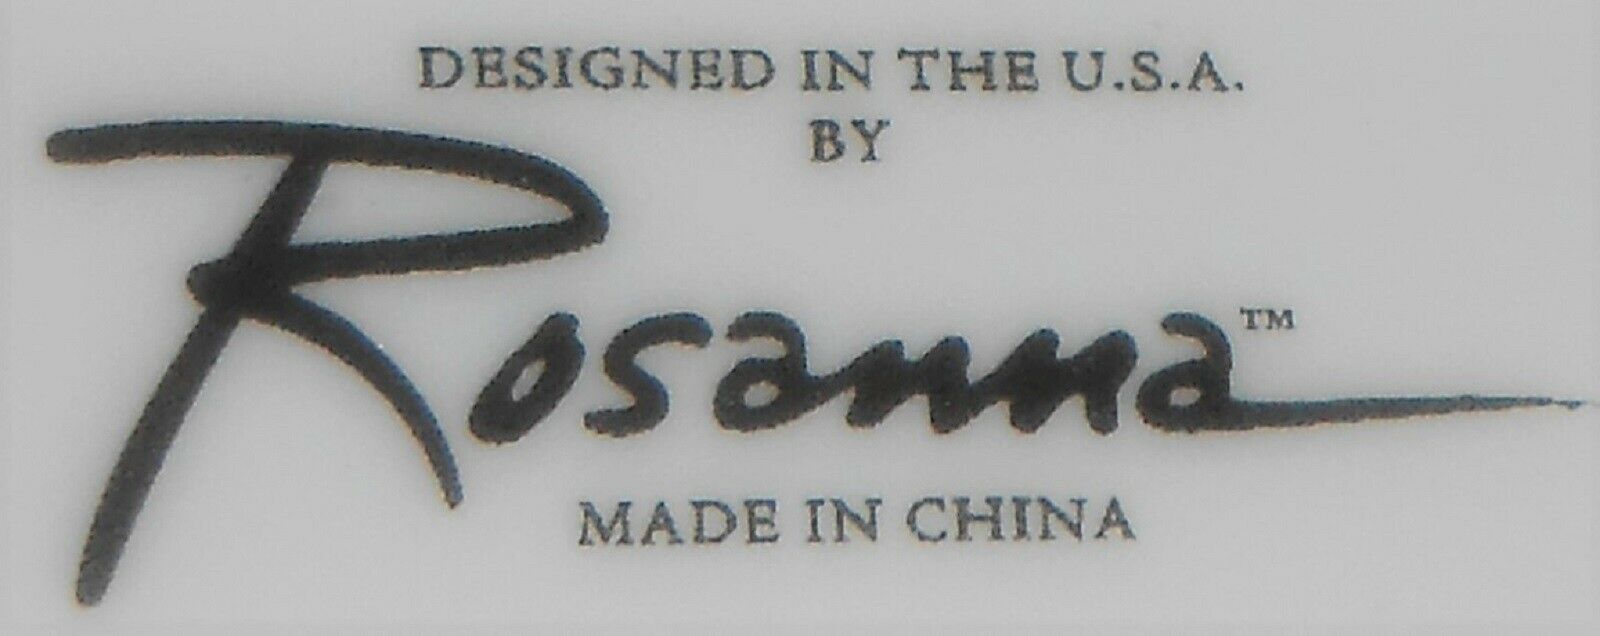 DESIGNED IN THE U.S.A.
BY
Rosanna™
MADE IN CHINA